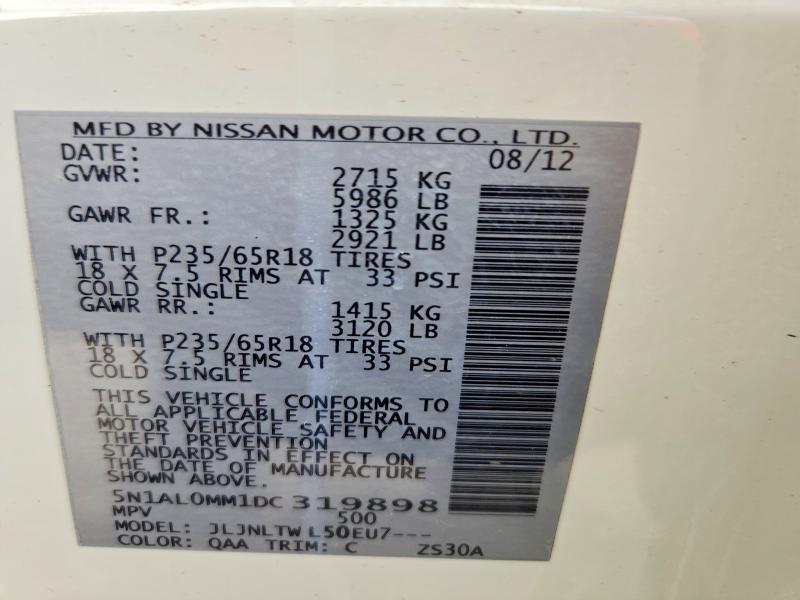 MFD BY NISSAN MOTOR CO., LTD.
DATE: 08/12
GVWR: 2715 KG
5986 LB
GAWR FR.: 1325 KG
2921 LB
WITH P235/65R18 TIRES
18 X 7.5 RIMS AT 33 PSI
COLD SINGLE
GAWR RR.: 1415 KG
3120 LB
WITH P235/65R18 TIRES
18 X 7.5 RIMS AT 33 PSI
COLD SINGLE
THIS VEHICLE CONFORMS TO
ALL APPLICABLE FEDERAL
MOTOR VEHICLE SAFETY AND
THEFT PREVENTION
STANDARDS IN EFFECT ON
THE DATE OF MANUFACTURE
SHOWN ABOVE.
5N1AL0MM1DC 319898
MPV 500
MODEL: JLJNLTW L50EU7---
COLOR: QAA TRIM: C ZS30A